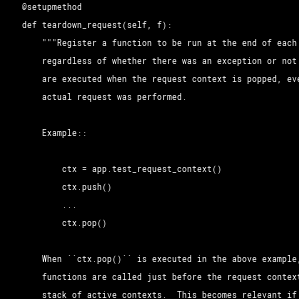 @setupmethod
def teardown_request(self, f):
"""Register a function to be run at the end of each
regardless of whether there was an exception or not
are executed when the request context is popped, eve
actual request was performed.
Example::
ctx = app.test_request_context()
ctx.push()
...
ctx.pop()
When ``ctx.pop()`` is executed in the above example,
functions are called just before the request context
stack of active contexts. This becomes relevant if